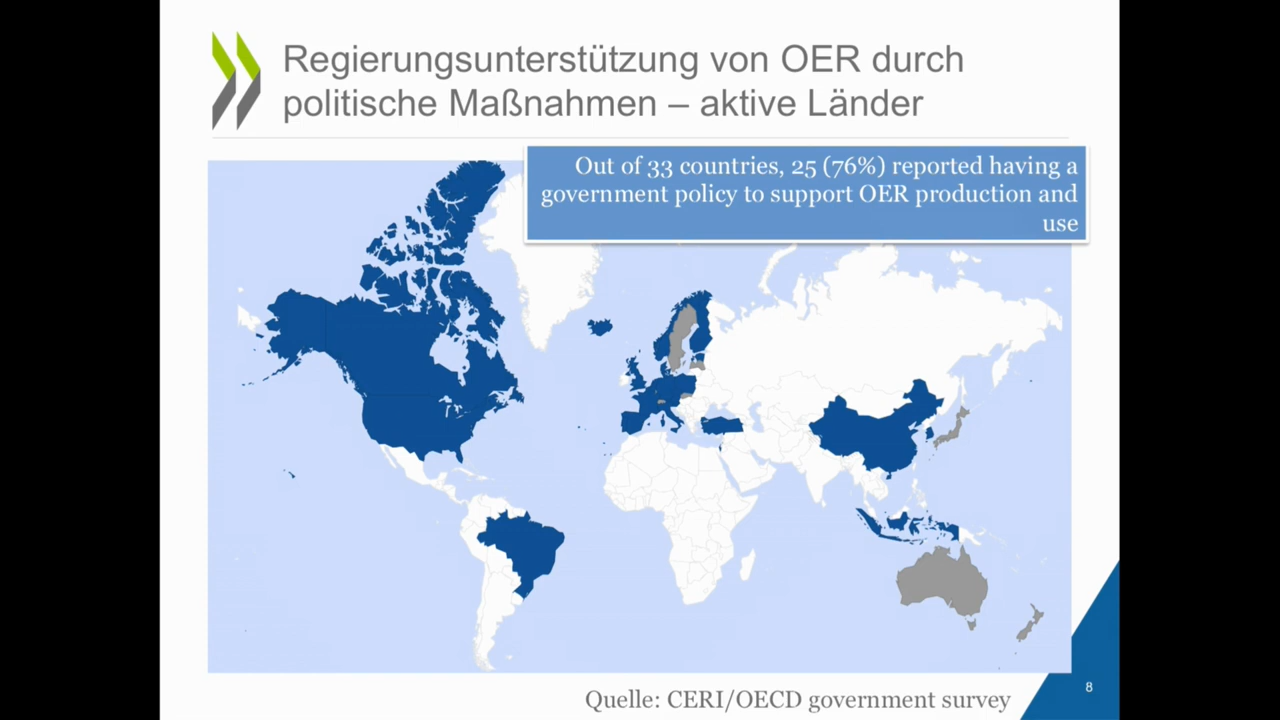 Regierungsunterstützung von OER durch
politische Maßnahmen – aktive Länder
Out of 33 countries, 25 (76%) reported having a
government policy to support OER production and
use
Quelle: CERI/OECD government survey
8